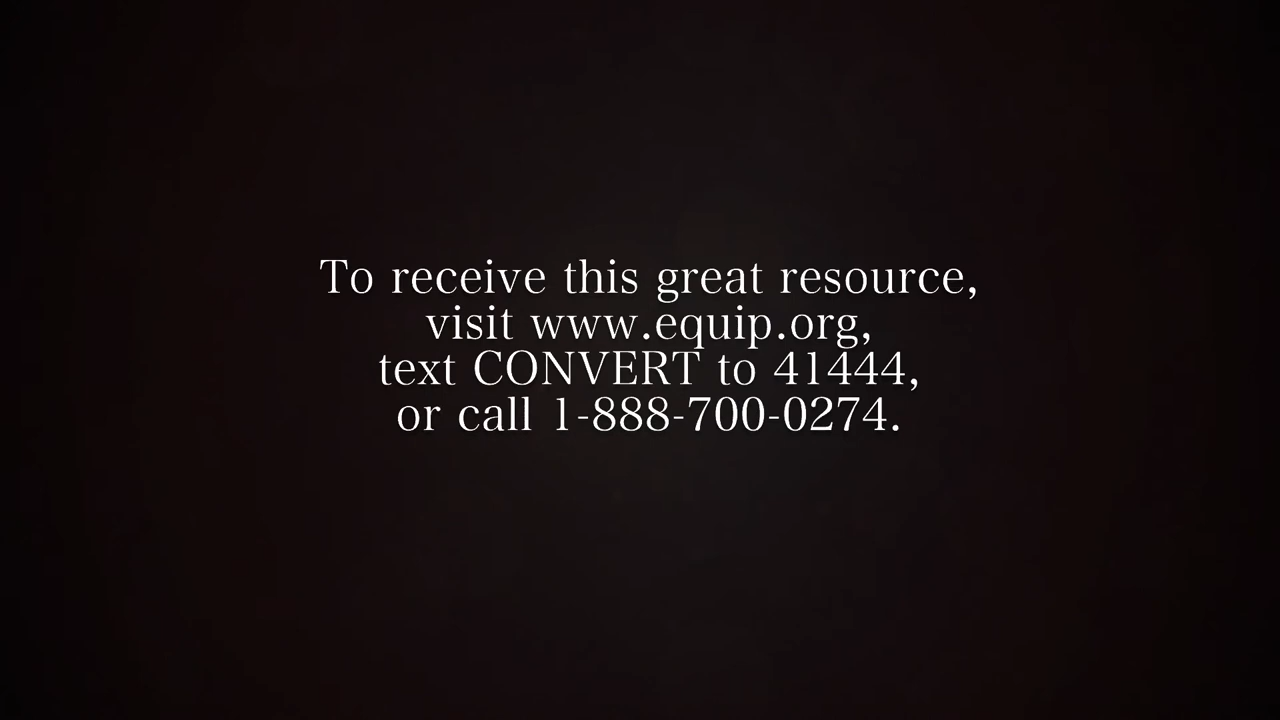 To receive this great resource,
visit www.equip.org,
text CONVERT to 41444,
or call 1-888-700-0274.